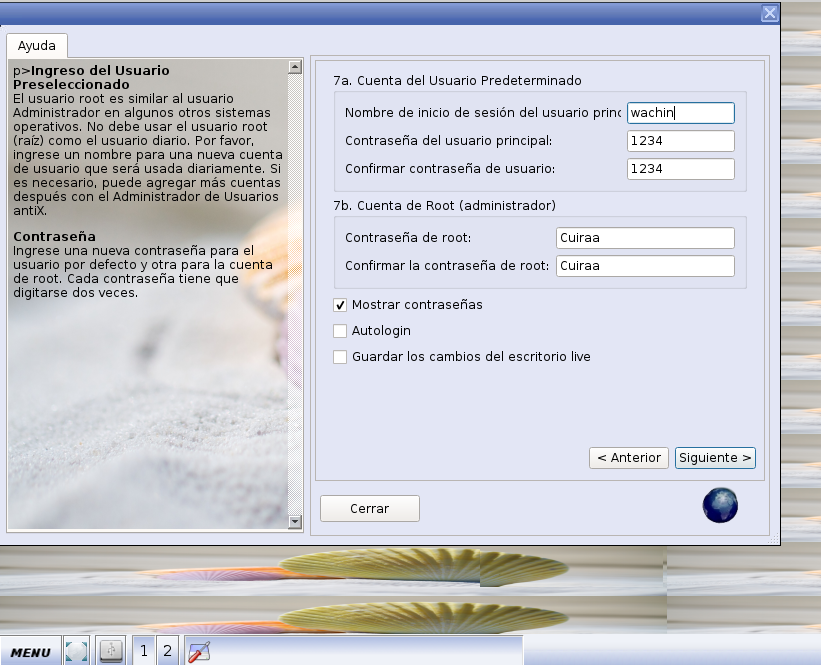 Ayuda
p>Ingreso del Usuario
Preseleccionado
El usuario root es similar al usuario
Administrador en algunos otros sistemas
operativos. No debe usar el usuario root
(raíz) como el usuario diario. Por favor,
ingrese un nombre para una nueva cuenta
de usuario que será usada diariamente. Si
es necesario, puede agregar más cuentas
después con el Administrador de Usuarios
antiX.
Contraseña
Ingrese una nueva contraseña para el
usuario por defecto y otra para la cuenta
de root. Cada contraseña tiene que
digitarse dos veces.
7a. Cuenta del Usuario Predeterminado
Nombre de inicio de sesión del usuario princ wachin
Contraseña del usuario principal: 1234
Confirmar contraseña de usuario: 1234
7b. Cuenta de Root (administrador)
Contraseña de root: Cuiraa
Confirmar la contraseña de root: Cuiraa
Mostrar contraseñas
Autologin
Guardar los cambios del escritorio live
< Anterior Siguiente >
Cerrar
MENU 1 2